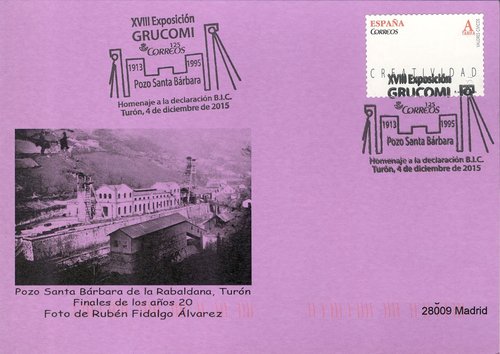 XVIII Exposición
GRUCOMI
125
CORREOS
1913
1995
Pozo Santa Bárbara
Homenaje a la declaración B.I.C.
Turón, 4 de diciembre de 2015
ESPAÑA
CORREOS
A
TARIFA
CREATIVIDAD
XVIII Exposición
GRUCOMI
125
CORREOS
1913
1995
Pozo Santa Bárbara
Homenaje a la declaración B.I.C.
Turón, 4 de diciembre de 2015
Pozo Santa Bárbara de la Rabaldana, Turón
Finales de los años 20
Foto de Rubén Fidalgo Álvarez
28009 Madrid